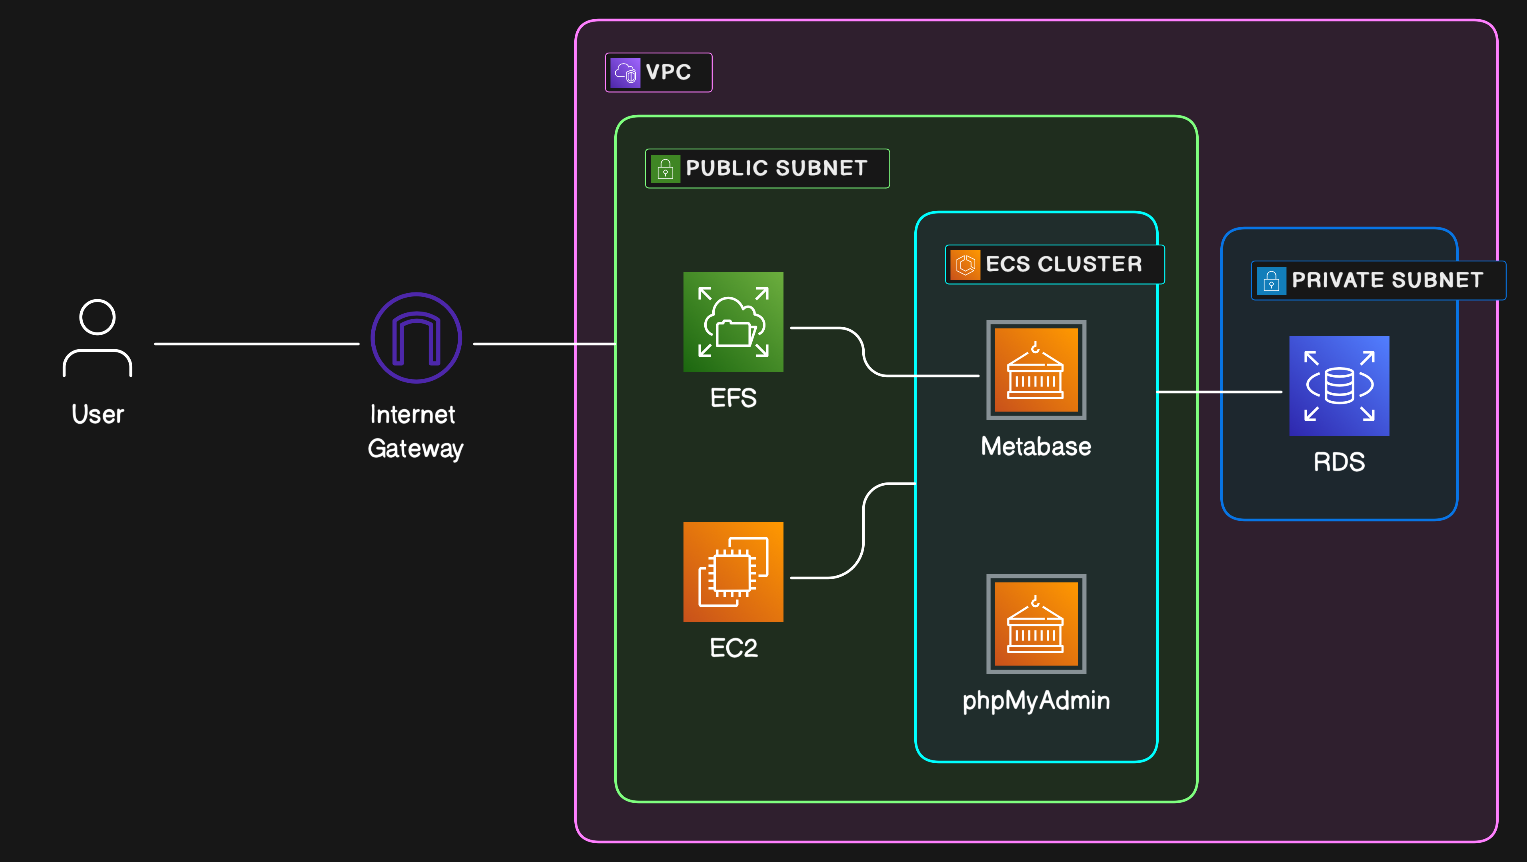 VPC
PUBLIC SUBNET
ECS CLUSTER
PRIVATE SUBNET
EFS
User
Internet
Gateway
Metabase
RDS
EC2
phpMyAdmin